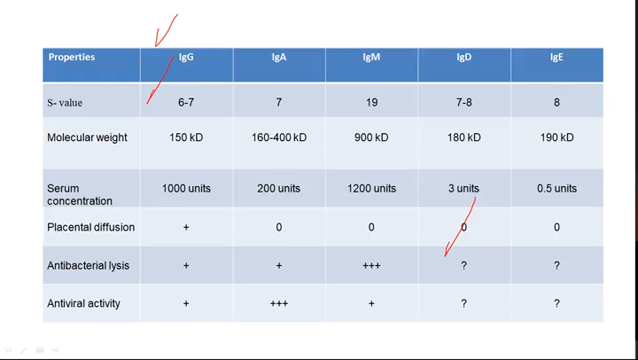 Properties IgG IgA IgM IgD IgE
S- value 6-7 7 19 7-8 8
Molecular weight 150 kD 160-400 kD 900 kD 180 kD 190 kD
Serum 1000 units 200 units 1200 units 3 units 0.5 units
concentration
Placental diffusion + 0 0 0 0
Antibacterial lysis + + +++ ? ?
Antiviral activity + +++ + ? ?